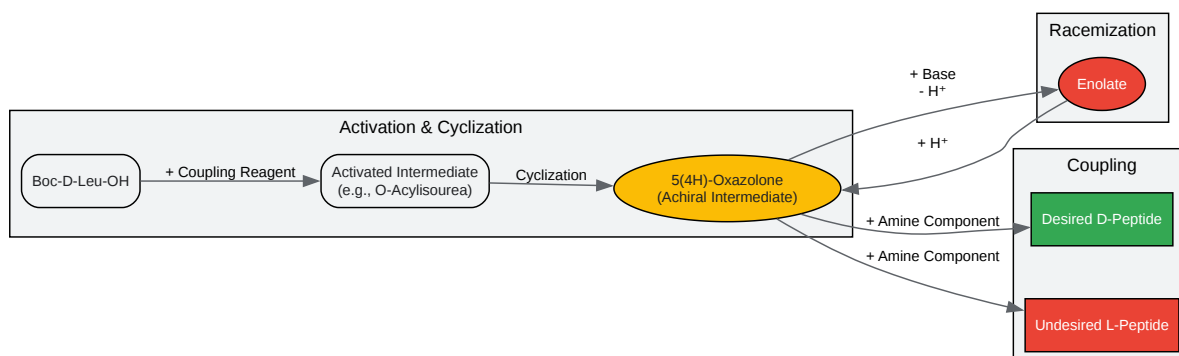 Racemization
+ Base
- H⁺
Enolate
Activation & Cyclization
+ H⁺
Boc-D-Leu-OH
+ Coupling Reagent
Activated Intermediate
(e.g., O-Acylisourea)
Cyclization
5(4H)-Oxazolone
(Achiral Intermediate)
Coupling
+ Amine Component
Desired D-Peptide
+ Amine Component
Undesired L-Peptide